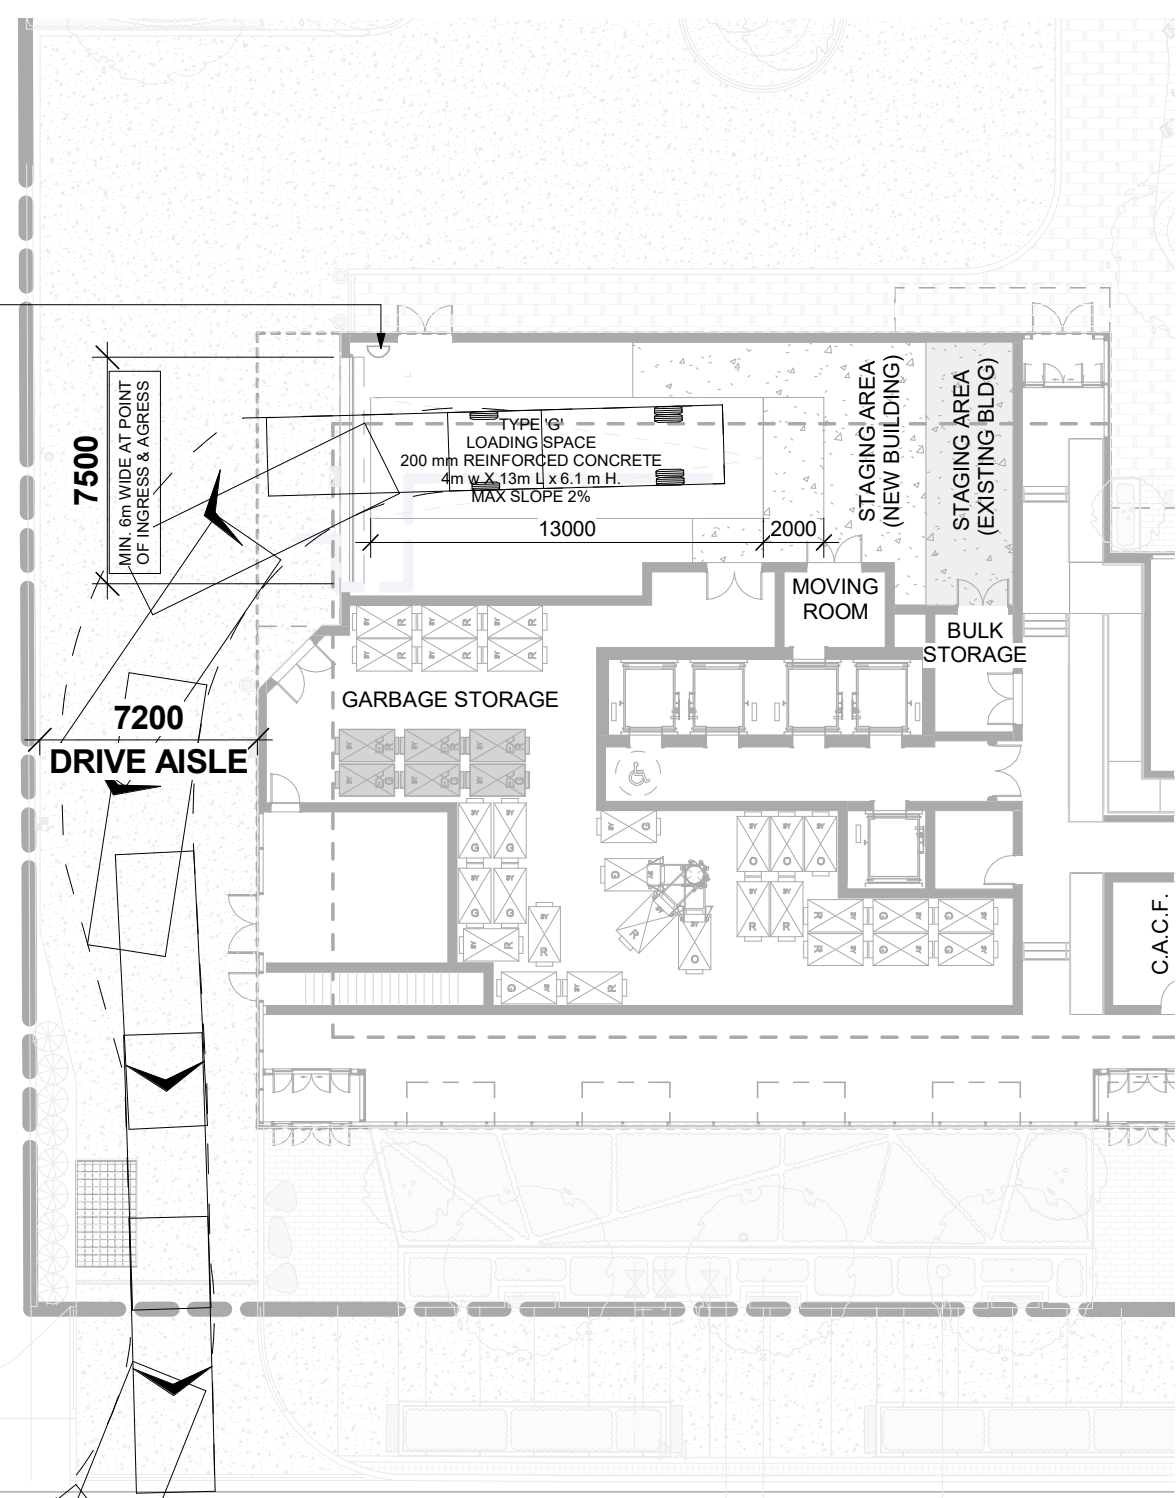 7500
MIN. 6m WIDE AT POINT
OF INGRESS & AGRESS
TYPE 'G'
LOADING SPACE
200 mm REINFORCED CONCRETE
4m w X 13m L x 6.1 m H.
MAX SLOPE 2%
13000
2000
STAGING AREA
(NEW BUILDING)
STAGING AREA
(EXISTING BLDG)
MOVING
ROOM
BULK
STORAGE
GARBAGE STORAGE
7200
DRIVE AISLE
C.A.C.F.